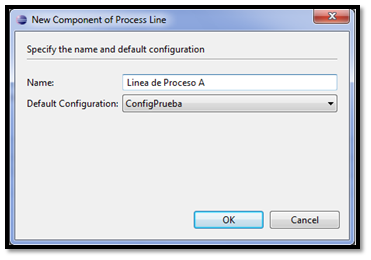 New Component of Process Line
Specify the name and default configuration
Name: Linea de Proceso A
Default Configuration: ConfigPrueba
OK Cancel